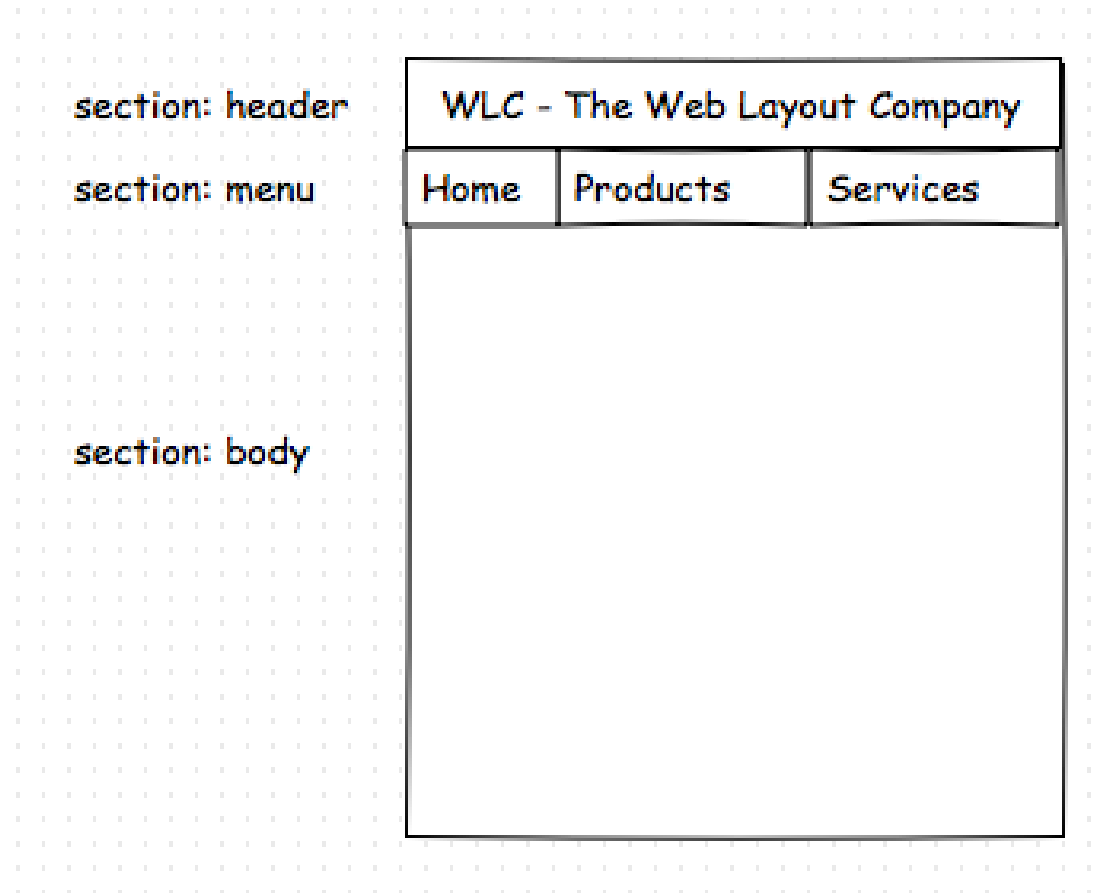 section: header
WLC - The Web Layout Company
section: menu
Home
Products
Services
section: body